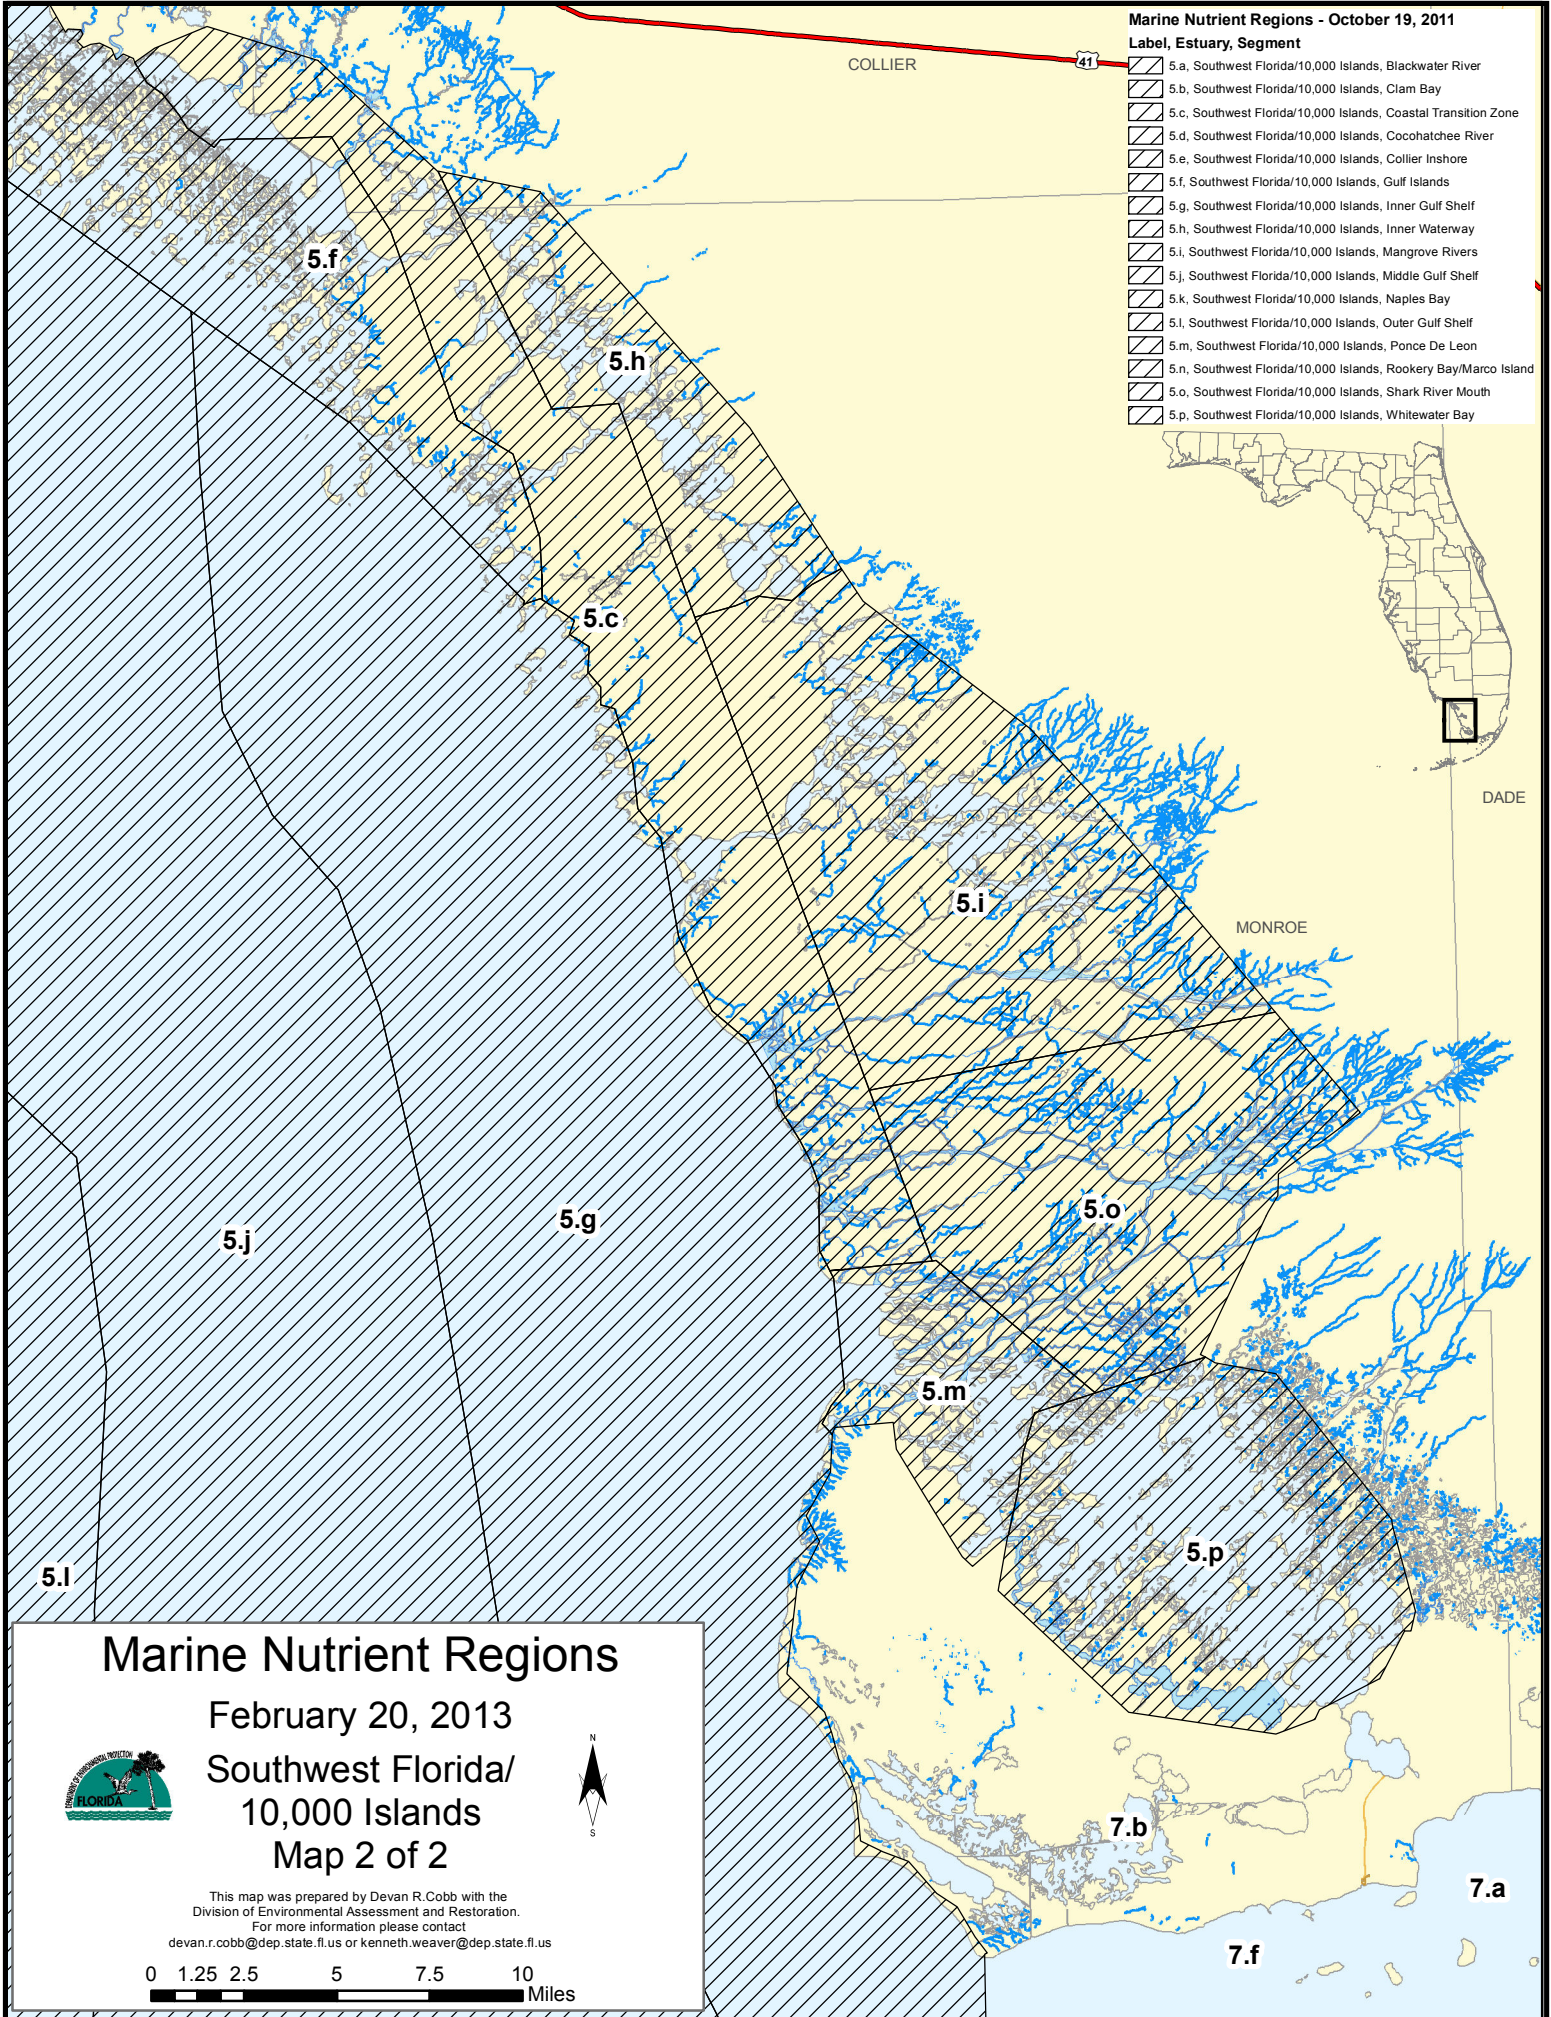 Marine Nutrient Regions - October 19, 2011
Label, Estuary, Segment
5.a, Southwest Florida/10,000 Islands, Blackwater River
5.b, Southwest Florida/10,000 Islands, Clam Bay
5.c, Southwest Florida/10,000 Islands, Coastal Transition Zone
5.d, Southwest Florida/10,000 Islands, Cocohatchee River
5.e, Southwest Florida/10,000 Islands, Collier Inshore
5.f, Southwest Florida/10,000 Islands, Gulf Islands
5.g, Southwest Florida/10,000 Islands, Inner Gulf Shelf
5.h, Southwest Florida/10,000 Islands, Inner Waterway
5.i, Southwest Florida/10,000 Islands, Mangrove Rivers
5.j, Southwest Florida/10,000 Islands, Middle Gulf Shelf
5.k, Southwest Florida/10,000 Islands, Naples Bay
5.l, Southwest Florida/10,000 Islands, Outer Gulf Shelf
5.m, Southwest Florida/10,000 Islands, Ponce De Leon
5.n, Southwest Florida/10,000 Islands, Rookery Bay/Marco Island
5.o, Southwest Florida/10,000 Islands, Shark River Mouth
5.p, Southwest Florida/10,000 Islands, Whitewater Bay
41
COLLIER
5.f
5.h
5.c
DADE
5.i
MONROE
5.o
5.g
5.j
5.m
5.p
5.l
7.b
7.a
7.f
Marine Nutrient Regions
February 20, 2013
Southwest Florida/
10,000 Islands
Map 2 of 2
DEPARTMENT OF ENVIRONMENTAL PROTECTION
FLORIDA
N
S
This map was prepared by Devan R.Cobb with the
Division of Environmental Assessment and Restoration.
For more information please contact
devan.r.cobb@dep.state.fl.us or kenneth.weaver@dep.state.fl.us
0 1.25 2.5 5 7.5 10
Miles